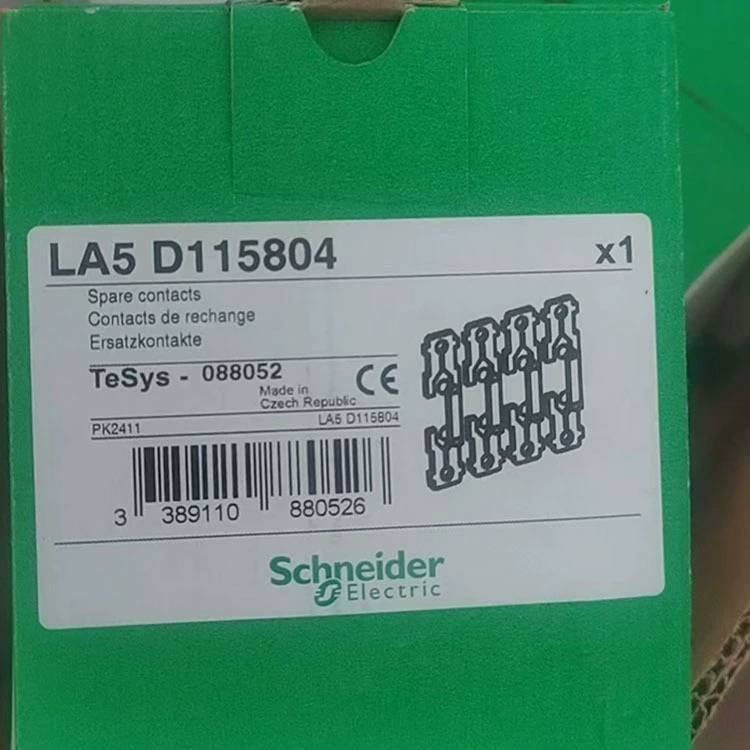 LA5 D115804 x1
Spare contacts
Contacts de rechange
Ersatzkontakte
TeSys - 088052
Made in
Czech Republic
CE
PK2411 LA5 D115804
3 389110 880526
Schneider
Electric